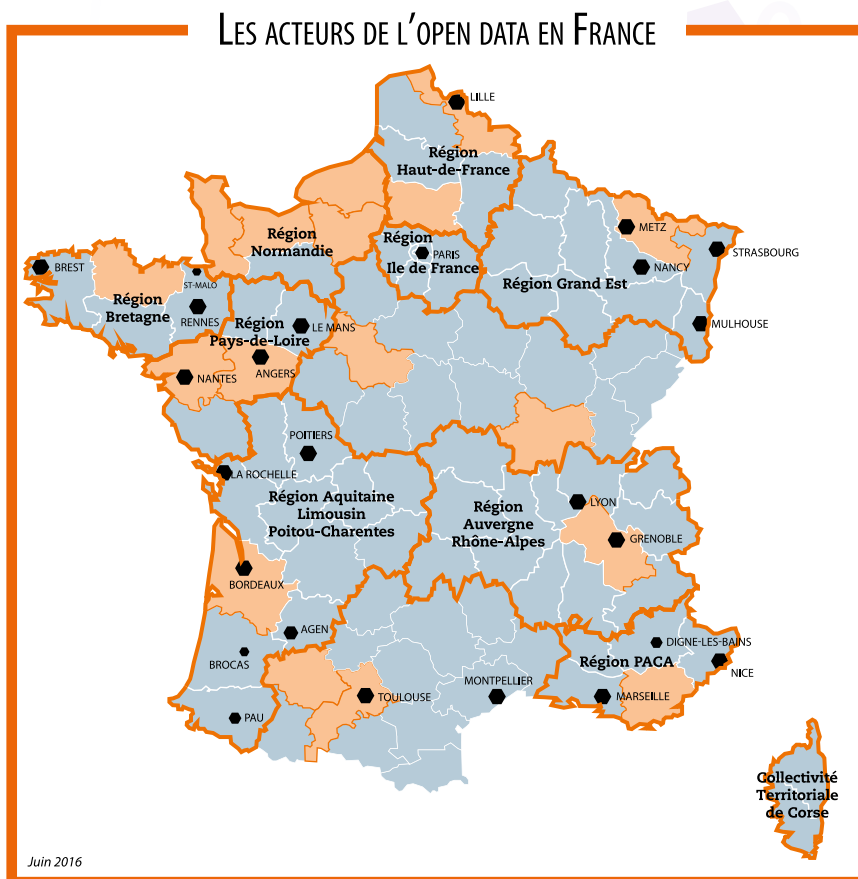 LES ACTEURS DE L'OPEN DATA EN FRANCE
LILLE
Région
Haut-de-France
METZ
Région
Normandie
Région
PARIS
Ile de France
STRASBOURG
NANCY
Région Grand Est
BREST
ST-MALO
Région
Bretagne
RENNES
Région
Pays-de-Loire
LE MANS
MULHOUSE
NANTES
ANGERS
POITIERS
LA ROCHELLE
Région Aquitaine
Limousin
Poitou-Charentes
Région
Auvergne
Rhône-Alpes
LYON
GRENOBLE
BORDEAUX
AGEN
BROCAS
DIGNE-LES-BAINS
Région PACA
NICE
MONTPELLIER
TOULOUSE
MARSEILLE
PAU
Collectivité
Territoriale
de Corse
Juin 2016